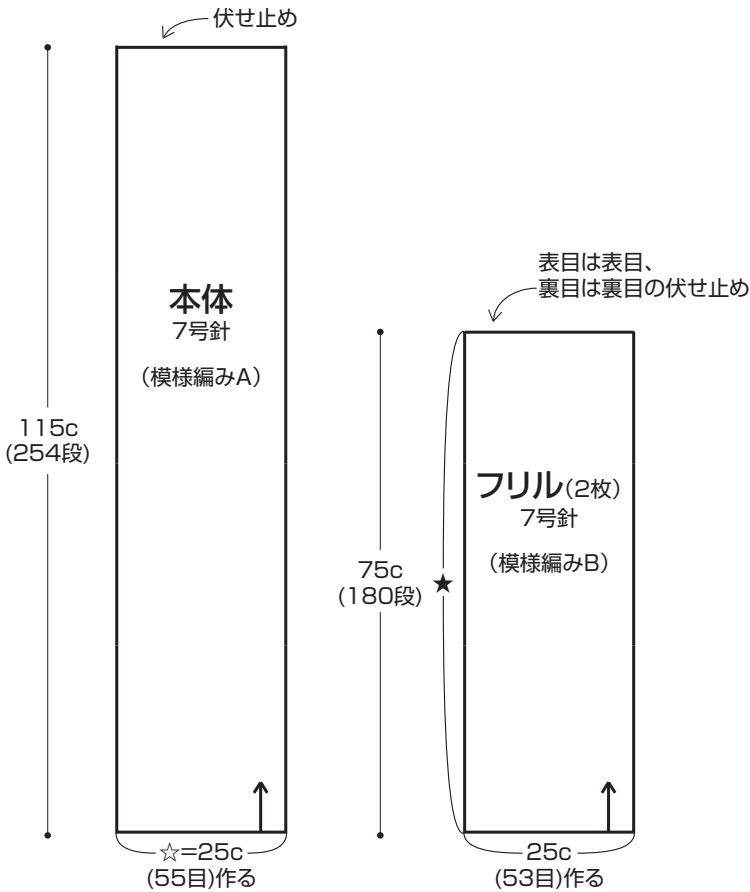 伏せ止め
本体
7号針
（模様編みA）
115c
(254段)
☆=25c
(55目)作る
表目は表目、
裏目は裏目の伏せ止め
フリル(2枚)
7号針
（模様編みB）
75c
(180段)
★
25c
(53目)作る